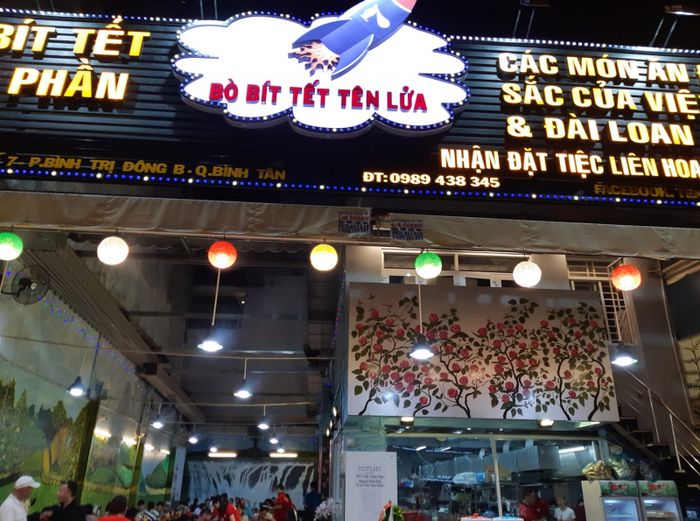 BÍT TẾT
PHẦN
7
BÒ BÍT TẾT TÊN LỬA
CÁC MÓN ĂN
SẮC CỦA VIỆ
& ĐÀI LOAN
NHẬN ĐẶT TIỆC LIÊN HOA
7 - P.BÌNH TRỊ ĐÔNG B - Q.BÌNH TÂN
ĐT: 0989 438 345
FACEBOOK